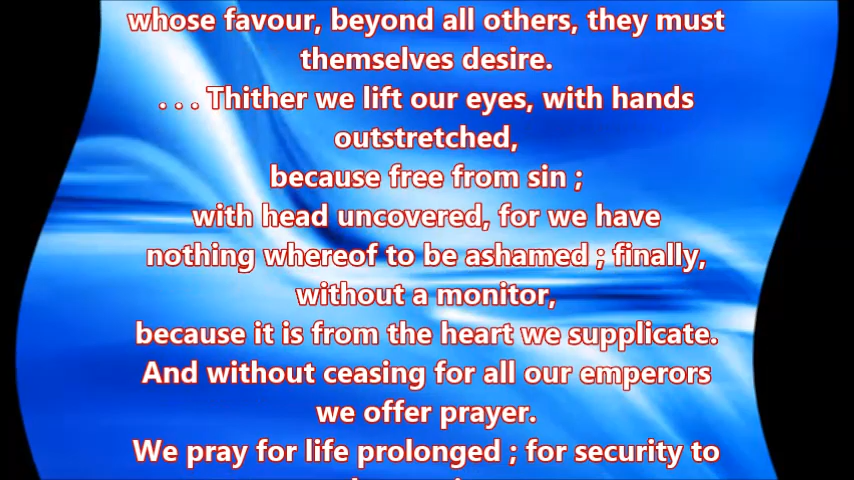 whose favour, beyond all others, they must
themselves desire.
. . . Thither we lift our eyes, with hands
outstretched,
because free from sin ;
with head uncovered, for we have
nothing whereof to be ashamed ; finally,
without a monitor,
because it is from the heart we supplicate.
And without ceasing for all our emperors
we offer prayer.
We pray for life prolonged ; for security to